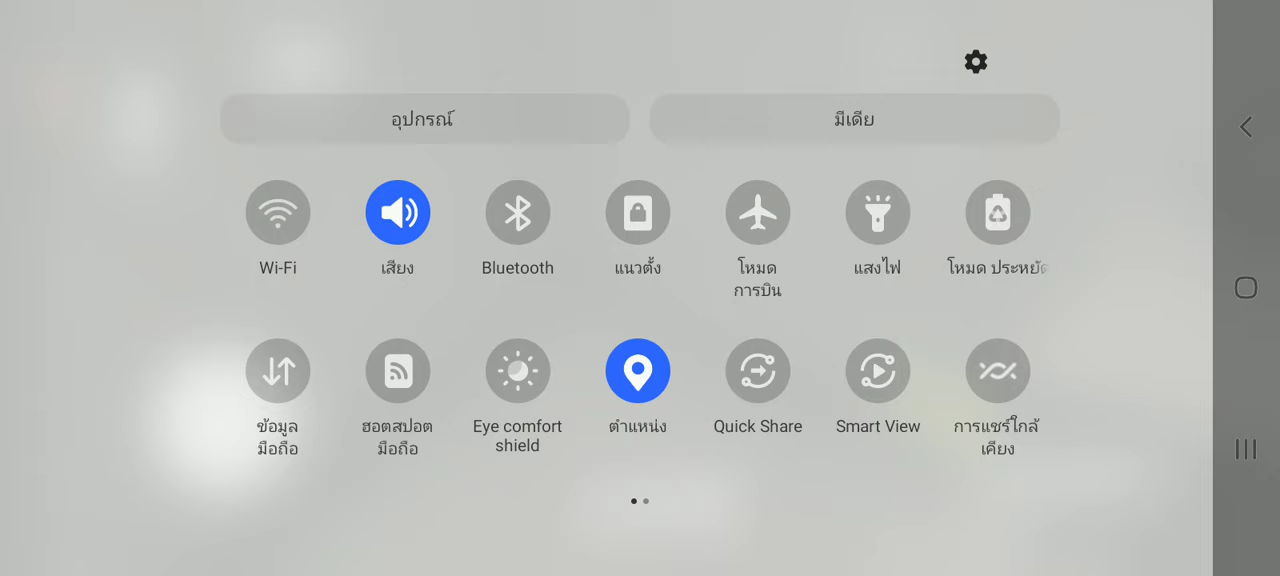 อุปกรณ์
มีเดีย
Wi-Fi
เสียง
Bluetooth
แนวตั้ง
โหมด
การบิน
แสงไฟ
โหมด ประหยัด
ข้อมูล
มือถือ
ฮอตสปอต
มือถือ
Eye comfort
shield
ตำแหน่ง
Quick Share
Smart View
การแชร์ใกล้
เคียง